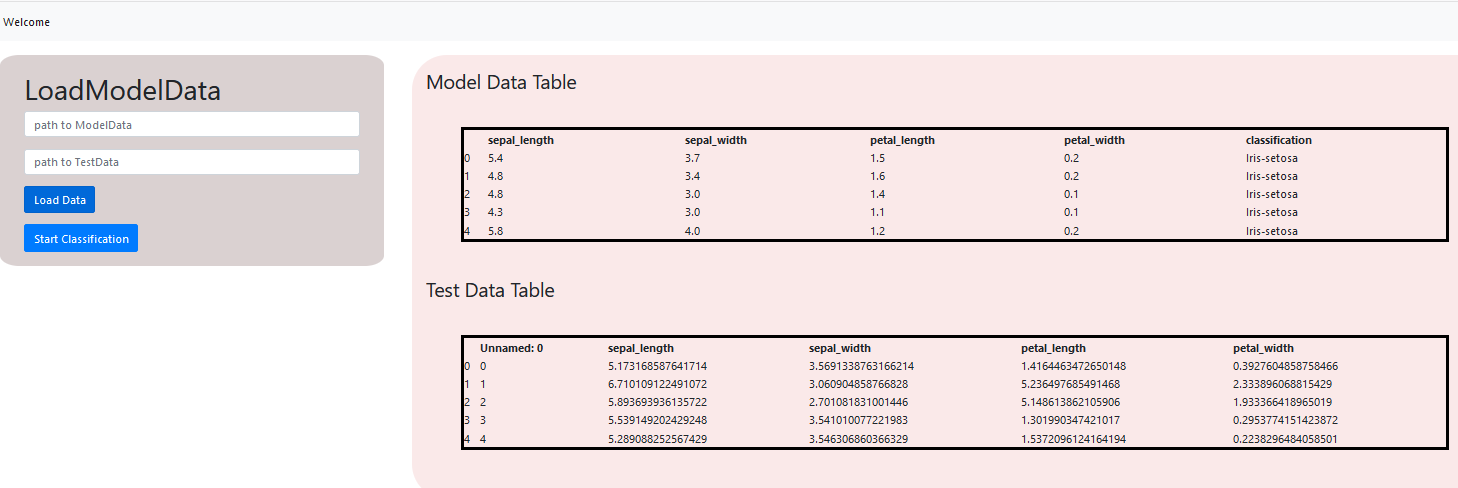 Welcome
LoadModelData
path to ModelData
path to TestData
Load Data
Start Classification
Model Data Table
sepal_length sepal_width petal_length petal_width classification
0 5.4 3.7 1.5 0.2 Iris-setosa
1 4.8 3.4 1.6 0.2 Iris-setosa
2 4.8 3.0 1.4 0.1 Iris-setosa
3 4.3 3.0 1.1 0.1 Iris-setosa
4 5.8 4.0 1.2 0.2 Iris-setosa
Test Data Table
Unnamed: 0 sepal_length sepal_width petal_length petal_width
0 0 5.173168587641714 3.5691338763166214 1.4164463472650148 0.3927604858758466
1 1 6.710109122491072 3.060904858766828 5.236497685491468 2.333896068815429
2 2 5.893693936135722 2.701081831001446 5.148613862105906 1.933366418965019
3 3 5.539149202429248 3.541010077221983 1.301990347421017 0.2953774151423872
4 4 5.289088252567429 3.546306860366329 1.5372096124164194 0.2238296484058501